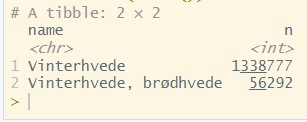 # A tibble: 2 × 2
name n
<chr> <int>
1 Vinterhvede 1338777
2 Vinterhvede, brødhvede 56292
>